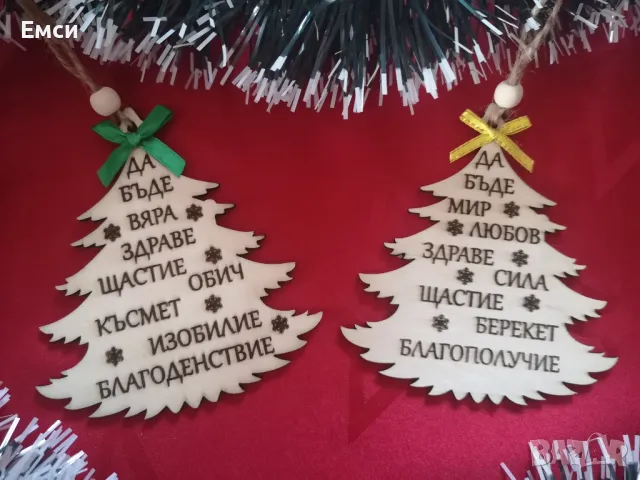 Емси
ДА
БЪДЕ
ВЯРА
ЗДРАВЕ
ЩАСТИЕ ОБИЧ
КЪСМЕТ
ИЗОБИЛИЕ
БЛАГОДЕНСТВИЕ
ДА
БЪДЕ
МИР
ЛЮБОВ
ЗДРАВЕ
СИЛА
ЩАСТИЕ
БЕРЕКЕТ
БЛАГОПОЛУЧИЕ